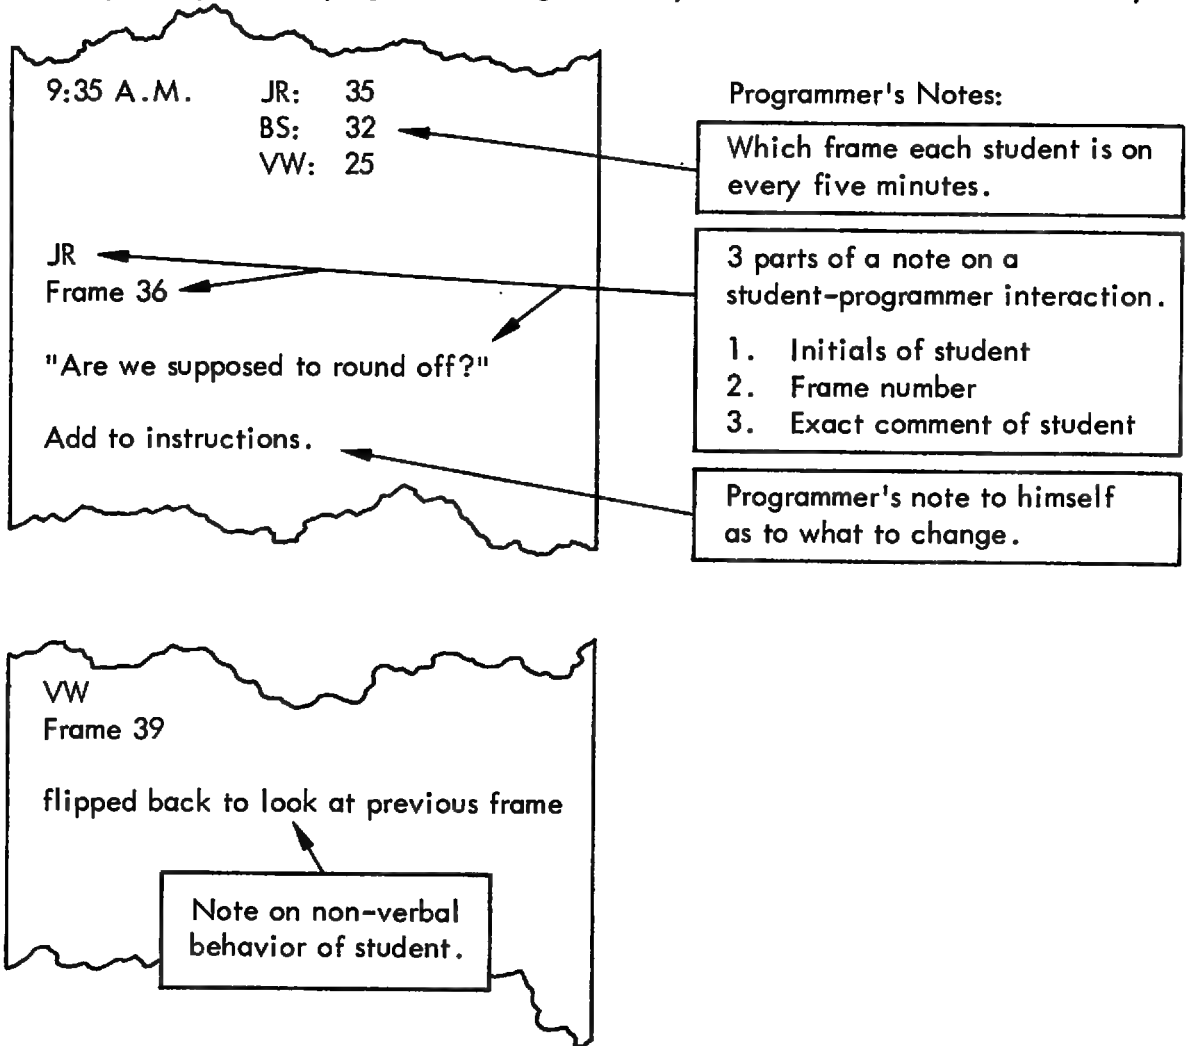 9:35 A.M. JR: 35
BS: 32
VW: 25
JR
Frame 36
"Are we supposed to round off?"
Add to instructions.
Programmer's Notes:
Which frame each student is on
every five minutes.
3 parts of a note on a
student-programmer interaction.
1. Initials of student
2. Frame number
3. Exact comment of student
Programmer's note to himself
as to what to change.
VW
Frame 39
flipped back to look at previous frame
Note on non-verbal
behavior of student.